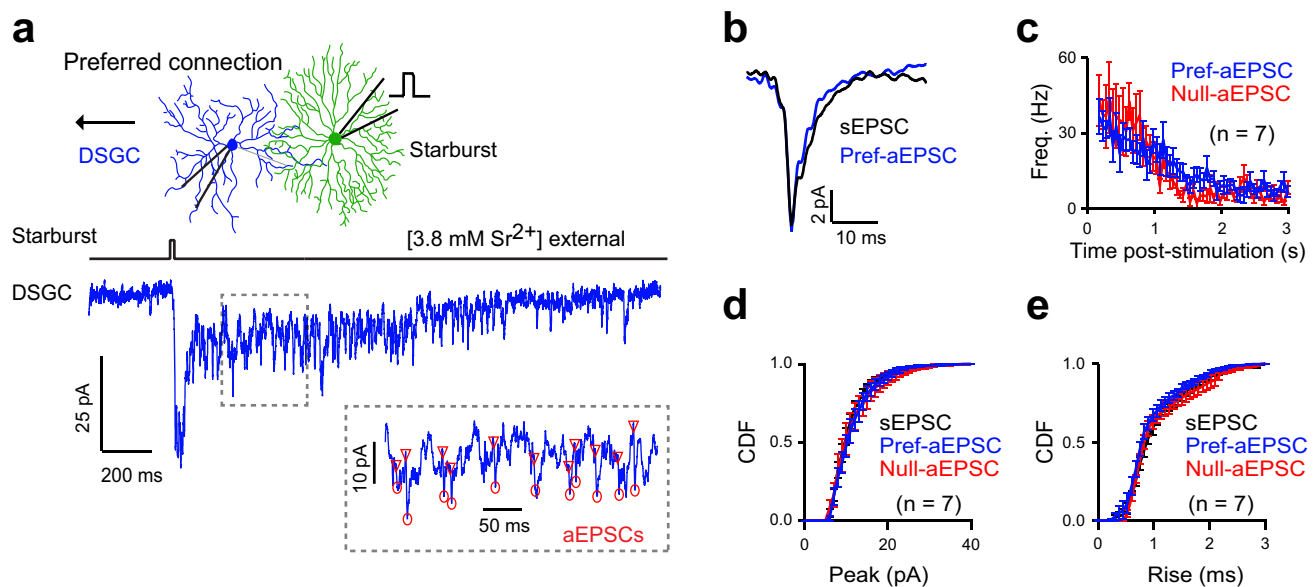 a
Preferred connection
DSGC
Starburst
Starburst
[3.8 mM Sr2+] external
DSGC
25 pA
200 ms
10 pA
50 ms
aEPSCs
b
sEPSC
Pref-aEPSC
2 pA
10 ms
c
60
30
0
Freq. (Hz)
Pref-aEPSC
Null-aEPSC
(n = 7)
0 1 2 3
Time post-stimulation (s)
d
1.0
0.5
0.0
CDF
sEPSC
Pref-aEPSC
Null-aEPSC
(n = 7)
0 20 40
Peak (pA)
e
1.0
0.5
0.0
CDF
sEPSC
Pref-aEPSC
Null-aEPSC
(n = 7)
0 1 2 3
Rise (ms)